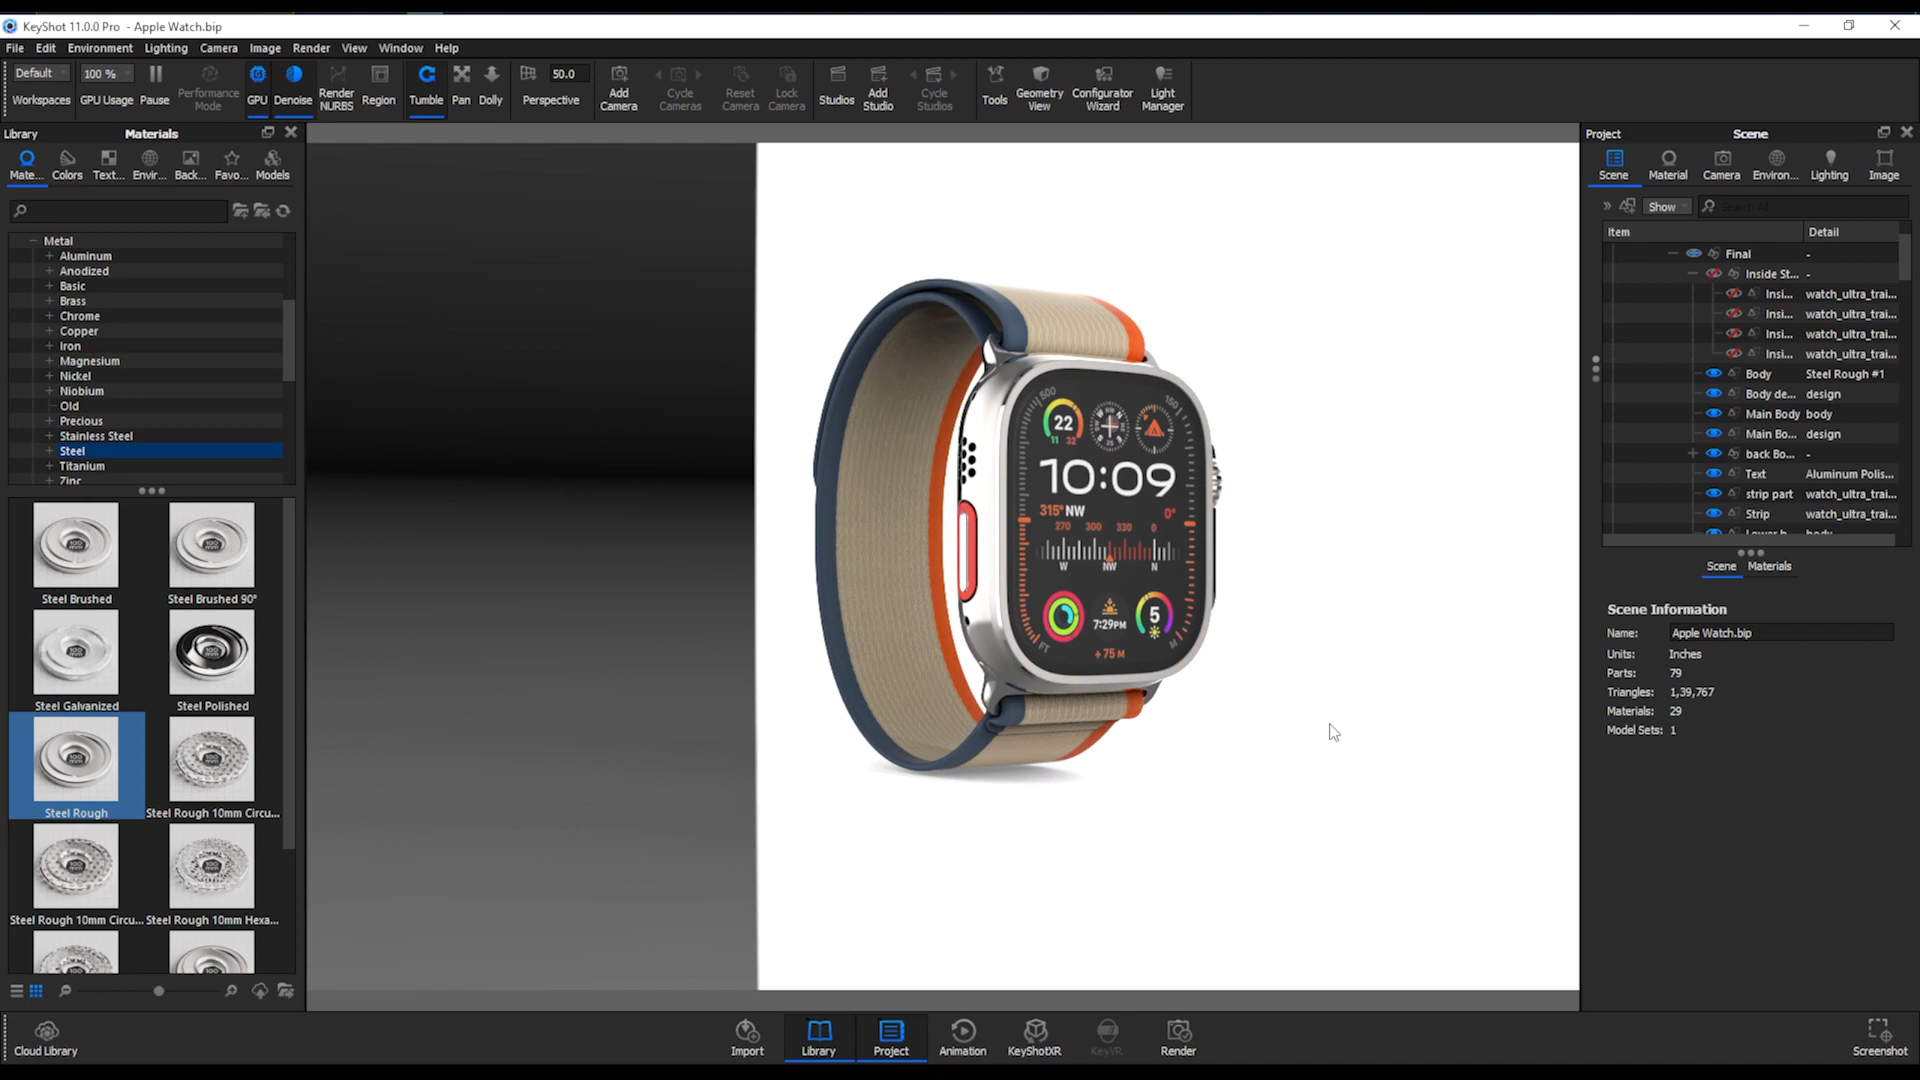 KeyShot 11.0.0 Pro - Apple Watch.bip
File Edit Environment Lighting Camera Image Render View Window Help
Default
Workspaces
100 %
GPU Usage
Pause
Performance
Mode
GPU
Denoise
Render
NURBS
Region
Tumble
Pan
Dolly
50.0
Perspective
Add
Camera
Cycle
Cameras
Reset
Camera
Lock
Camera
Studios
Add
Studio
Cycle
Studios
Tools
Geometry
View
Configurator
Wizard
Light
Manager
Library
Materials
Mate...
Colors
Text...
Envir...
Back...
Favo...
Models
Metal
Aluminum
Anodized
Basic
Brass
Chrome
Copper
Iron
Magnesium
Nickel
Niobium
Old
Precious
Stainless Steel
Steel
Titanium
Zinc
Steel Brushed
Steel Brushed 90°
Steel Galvanized
Steel Polished
Steel Rough
Steel Rough 10mm Circu...
Steel Rough 10mm Circu...
Steel Rough 10mm Hexa...
500
150
22
11 32
10:09
315° NW
0°
270 300 330 0
W NW N
7:29PM
5
FT
+75 M
M
Project
Scene
Scene
Material
Camera
Environ...
Lighting
Image
Show
Search All
Item Detail
Final -
Inside St... -
Insi... watch_ultra_trai...
Insi... watch_ultra_trai...
Insi... watch_ultra_trai...
Insi... watch_ultra_trai...
Body Steel Rough #1
Body de... design
Main Body body
Main Bo... design
back Bo... -
Text Aluminum Polis...
strip part watch_ultra_trai...
Strip watch_ultra_trai...
Scene Materials
Scene Information
Name: Apple Watch.bip
Units: Inches
Parts: 79
Triangles: 1,39,767
Materials: 29
Model Sets: 1
Cloud Library
Import
Library
Project
Animation
KeyShotXR
KeyVR
Render
Screenshot